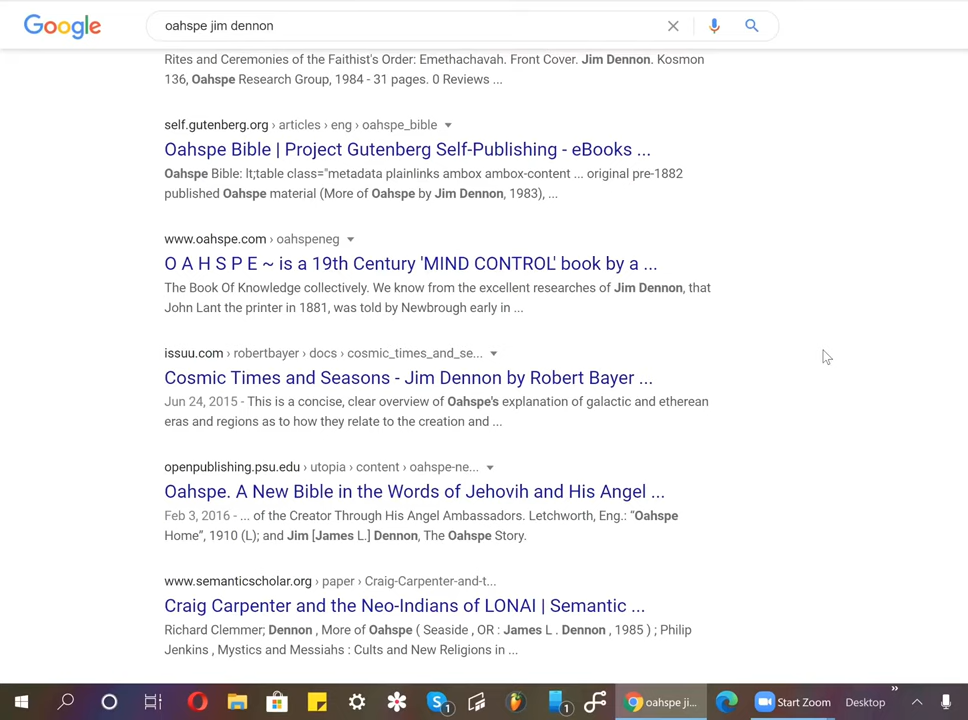 Google
oahspe jim dennon
Rites and Ceremonies of the Faithist's Order: Emethachavah. Front Cover. Jim Dennon. Kosmon
136, Oahspe Research Group, 1984 - 31 pages. 0 Reviews ...
self.gutenberg.org › articles › eng › oahspe_bible
Oahspe Bible | Project Gutenberg Self-Publishing - eBooks ...
Oahspe Bible: lt;table class="metadata plainlinks ambox ambox-content ... original pre-1882
published Oahspe material (More of Oahspe by Jim Dennon, 1983), ...
www.oahspe.com › oahspeneg
O A H S P E ~ is a 19th Century 'MIND CONTROL' book by a ...
The Book Of Knowledge collectively. We know from the excellent researches of Jim Dennon, that
John Lant the printer in 1881, was told by Newbrough early in ...
issuu.com › robertbayer › docs › cosmic_times_and_se...
Cosmic Times and Seasons - Jim Dennon by Robert Bayer ...
Jun 24, 2015 - This is a concise, clear overview of Oahspe's explanation of galactic and etherean
eras and regions as to how they relate to the creation and ...
openpublishing.psu.edu › utopia › content › oahspe-ne...
Oahspe. A New Bible in the Words of Jehovih and His Angel ...
Feb 3, 2016 - ... of the Creator Through His Angel Ambassadors. Letchworth, Eng.: “Oahspe
Home”, 1910 (L); and Jim [James L.] Dennon, The Oahspe Story.
www.semanticscholar.org › paper › Craig-Carpenter-and-t...
Craig Carpenter and the Neo-Indians of LONAI | Semantic ...
Richard Clemmer; Dennon , More of Oahspe ( Seaside , OR : James L . Dennon , 1985 ) ; Philip
Jenkins , Mystics and Messiahs : Cults and New Religions in ...
1
1
oahspe ji...
Start Zoom
Desktop